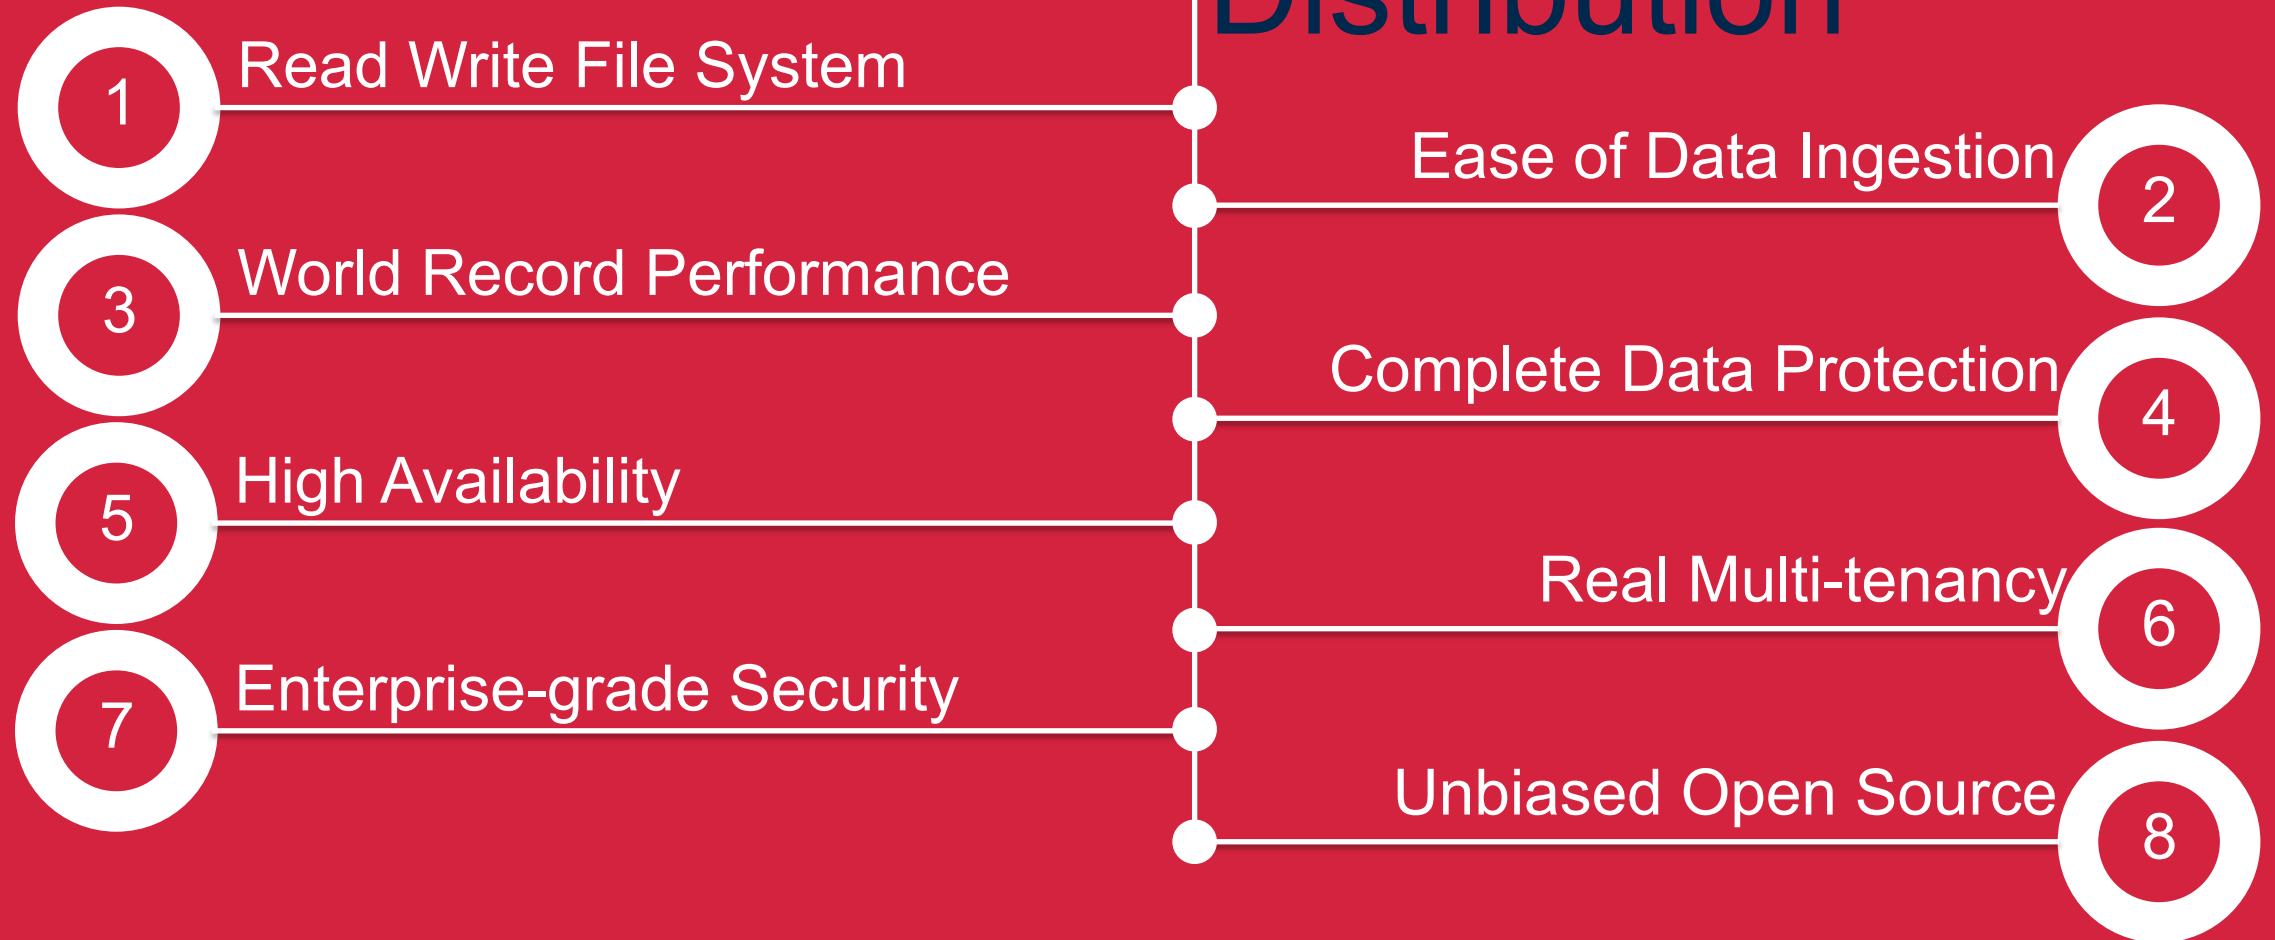 Distribution
1 Read Write File System
Ease of Data Ingestion 2
3 World Record Performance
Complete Data Protection 4
5 High Availability
Real Multi-tenancy 6
7 Enterprise-grade Security
Unbiased Open Source 8